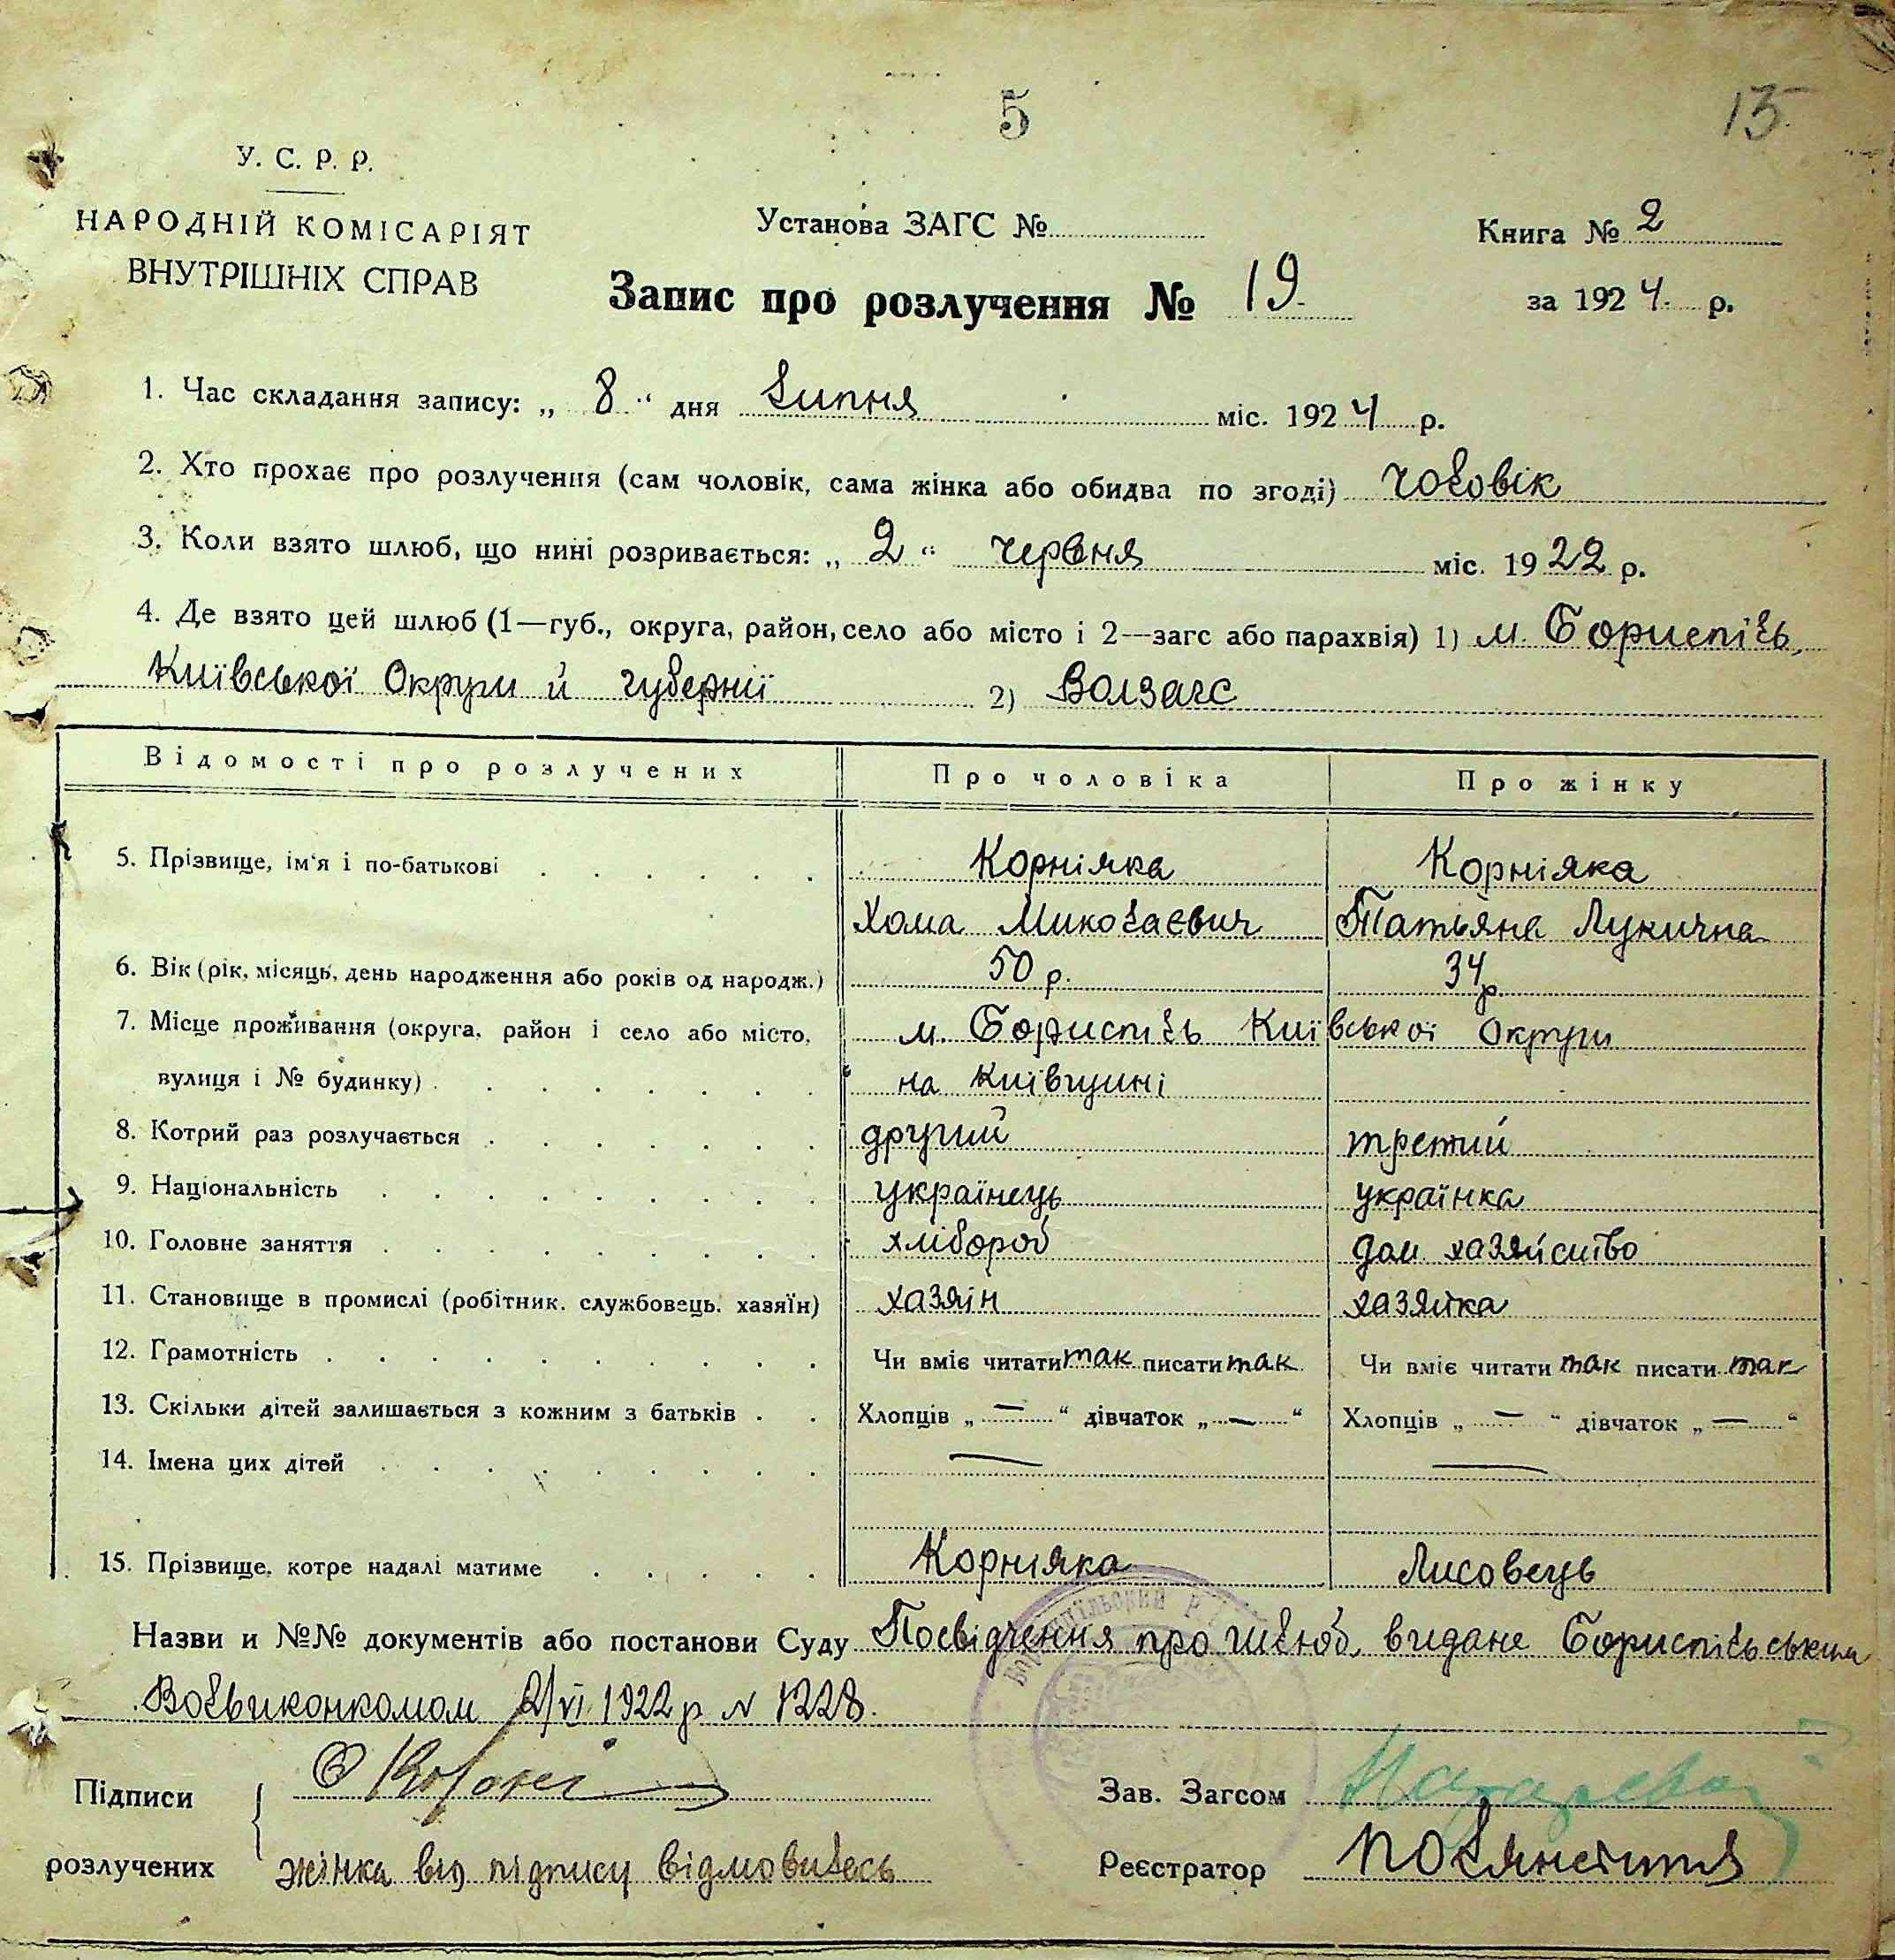 5
15
У. С. Р. Р.
НАРОДНІЙ КОМІСАРІЯТ
ВНУТРІШНІХ СПРАВ
Установа ЗАГС №
Книга № 2
Запис про розлучення № 19.
за 1924 р.
1. Час складання запису: „ 8 “ дня Липня міс. 1924 р.
2. Хто прохає про розлучення (сам чоловік, сама жінка або обидва по згоді) чоловік
3. Коли взято шлюб, що нині розривається: „ 2 “ червня міс. 1922 р.
4. Де взято цей шлюб (1—губ., округа, район, село або місто і 2—загс або парахвія) 1) м. Бориспіль,
Київської Округи й губернії 2) Волзагс
Відомості про розлучених Про чоловіка Про жінку
5. Прізвище, ім'я і по-батькові Корніяка Корніяка
Хома Миколаєвич Татьяна Лукична
6. Вік (рік, місяць, день народження або років од народж.) 50 р. 34 р.
7. Місце проживання (округа, район і село або місто, м. Бориспіль Київської Округи
вулиця і № будинку) на Київщині
8. Котрий раз розлучається другий третий
9. Національність українець українка
10. Головне заняття хлібороб дом. хазяйство
11. Становище в промислі (робітник, службовець, хазяїн) хазяін хазяйка
12. Грамотність Чи вміє читати так писати так Чи вміє читати так писати так
13. Скільки дітей залишається з кожним з батьків Хлопців „ — “ дівчаток „ — “ Хлопців „ — “ дівчаток „ — “
14. Імена цих дітей — —
15. Прізвище, котре надалі матиме Корніяка Лисовець
Назви и №№ документів або постанови Суду Посвідчення про шлюб, видане Бориспільським
Волвиконкомом 2/VI 1922 р N 1228.
Підписи
розлучених
жінка від підпису відмовилась
Зав. Загсом
Реєстратор